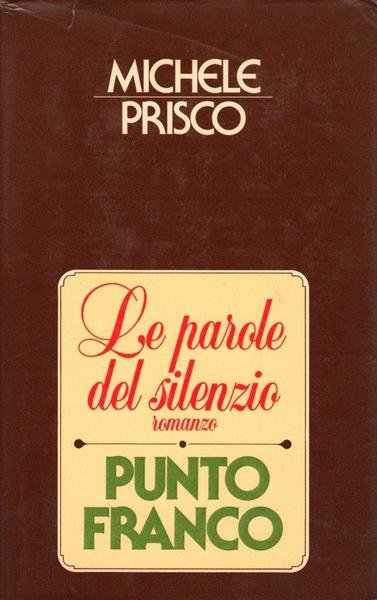 MICHELE
PRISCO
Le parole
del silenzio
romanzo
PUNTO
FRANCO